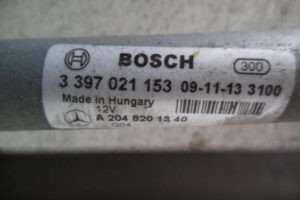 BOSCH 300
3 397 021 153 09-11-13 3100
Made in Hungary
12V
A 204 820 13 40